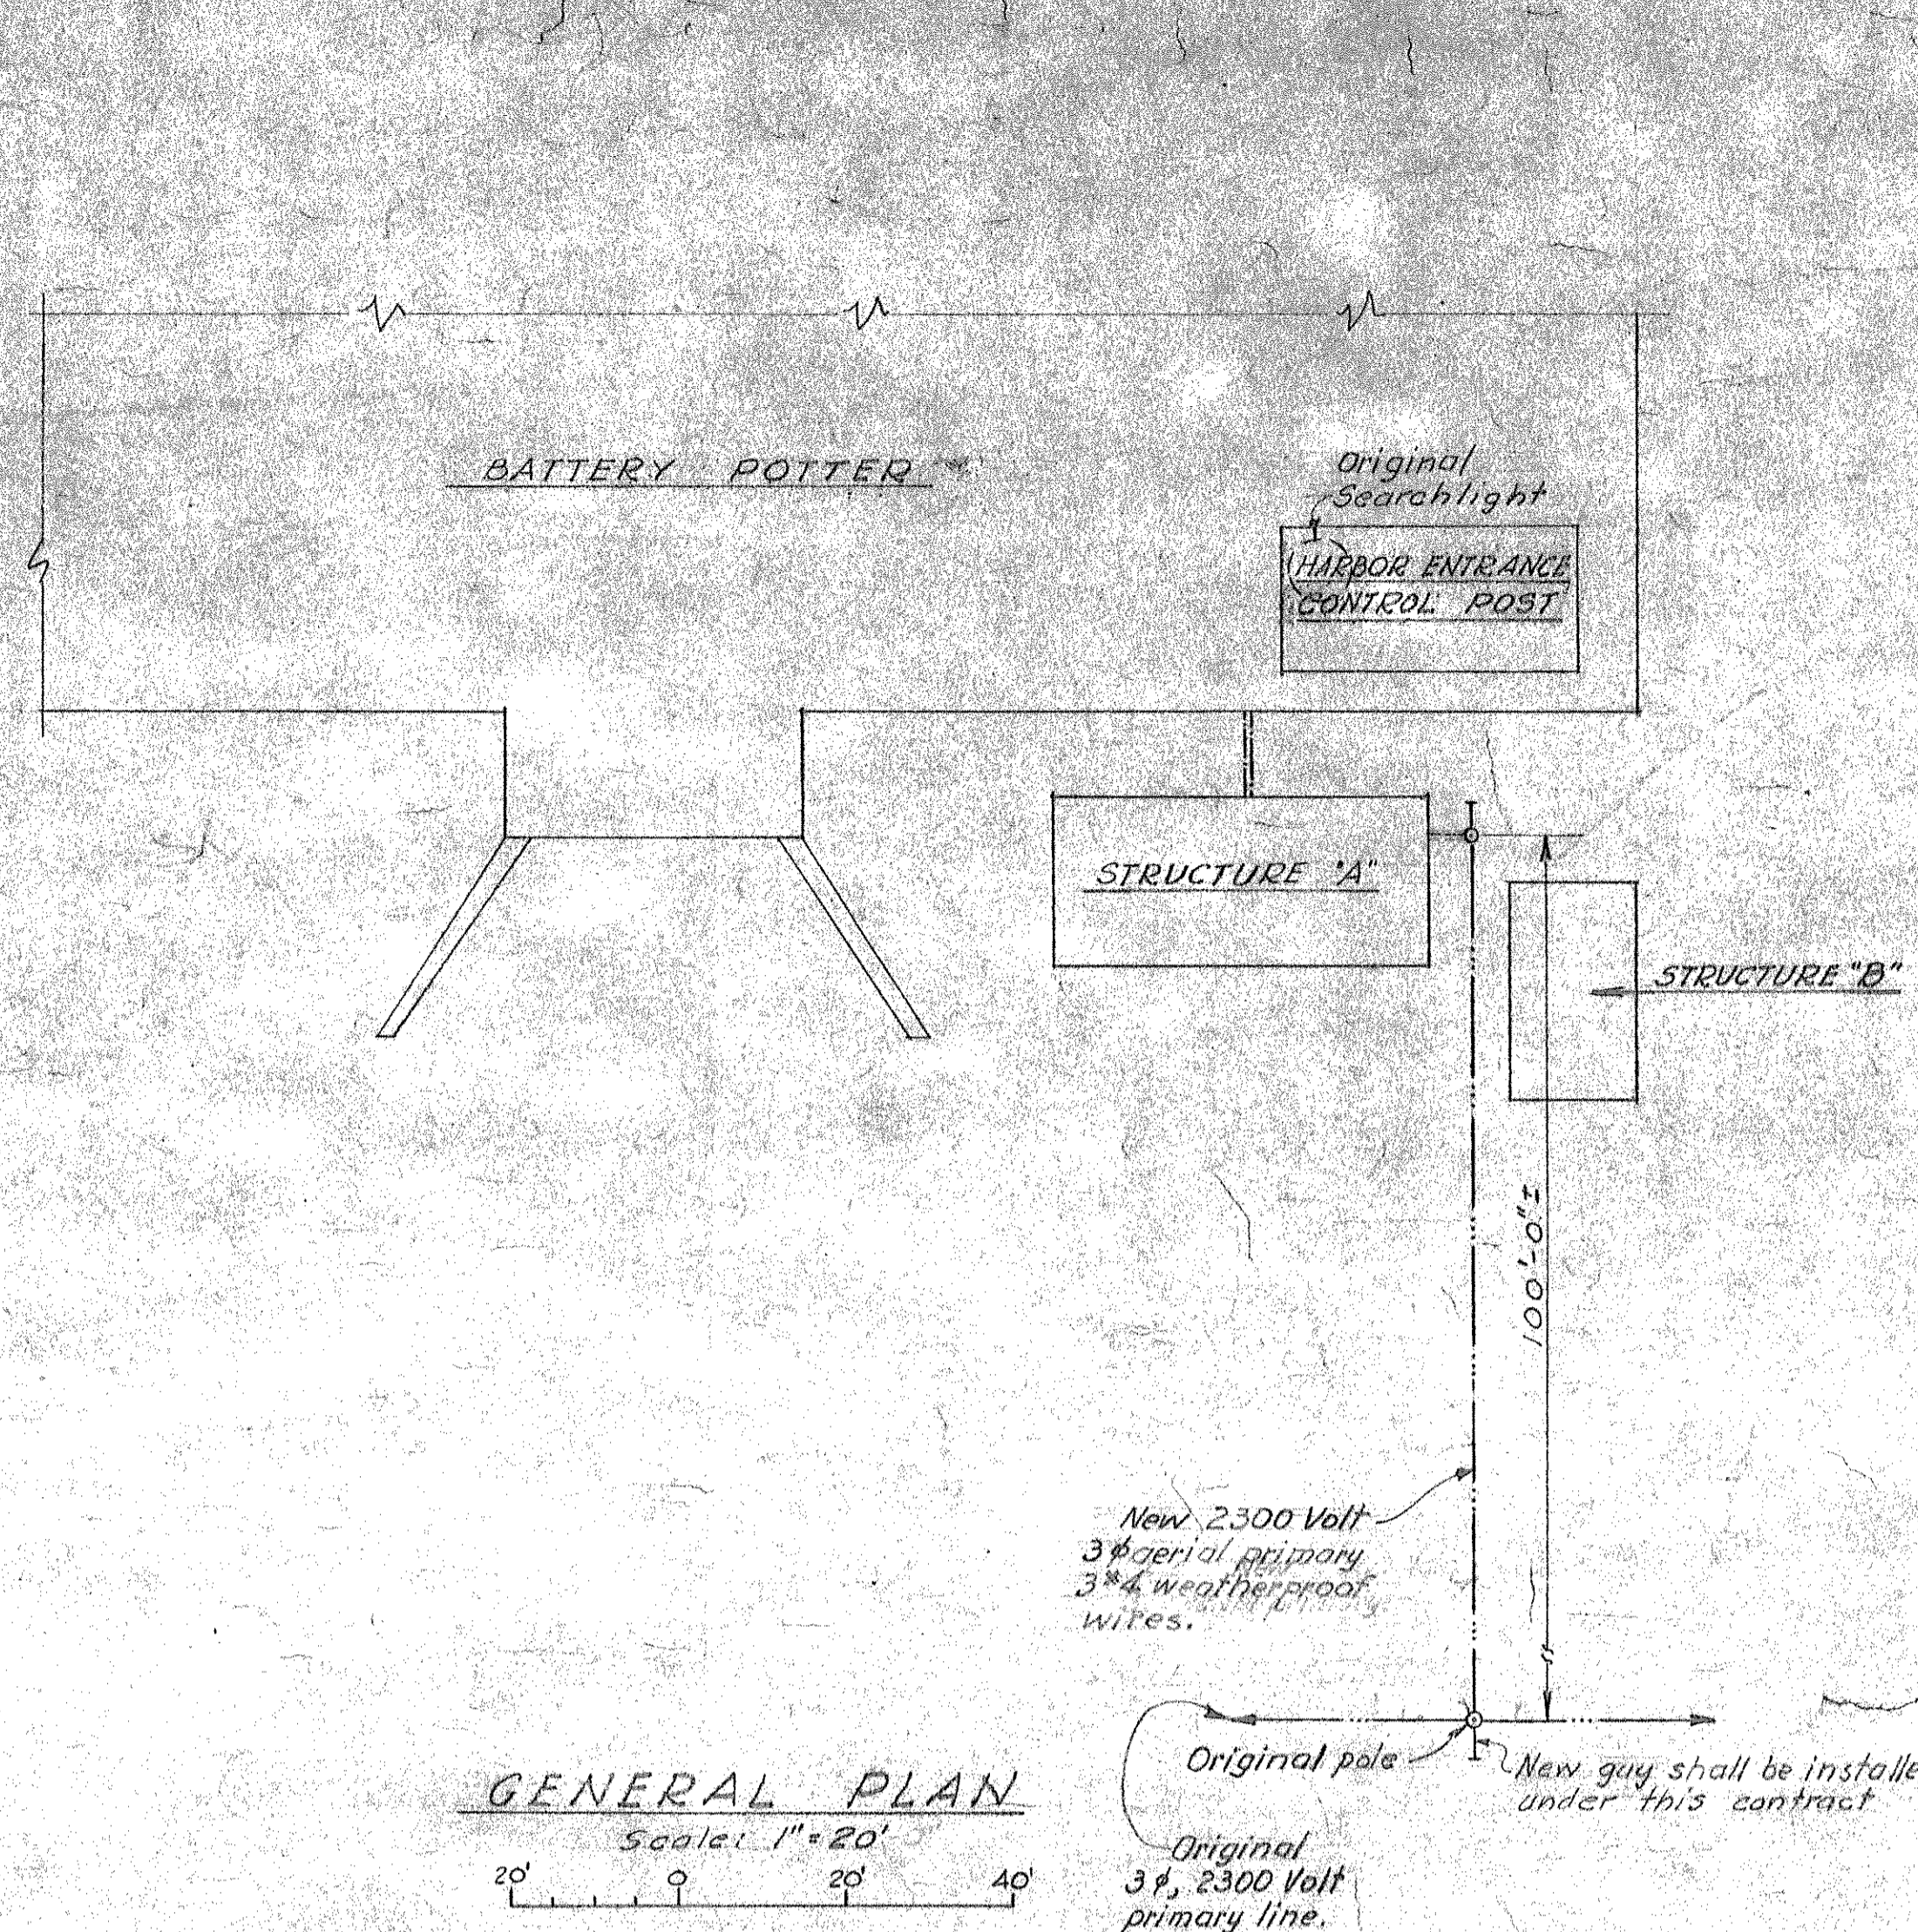 BATTERY POTTER
Original
Searchlight
HARBOR ENTRANCE
CONTROL POST
STRUCTURE "A"
STRUCTURE "B"
100'-0"±
New 2300 Volt
3ϕ aerial primary
3#4 weatherproof
wires.
Original pole
New guy shall be installe
under this contract
GENERAL PLAN
Scale: 1"=20'
20' 0 20' 40'
Original
3ϕ, 2300 Volt
primary line.